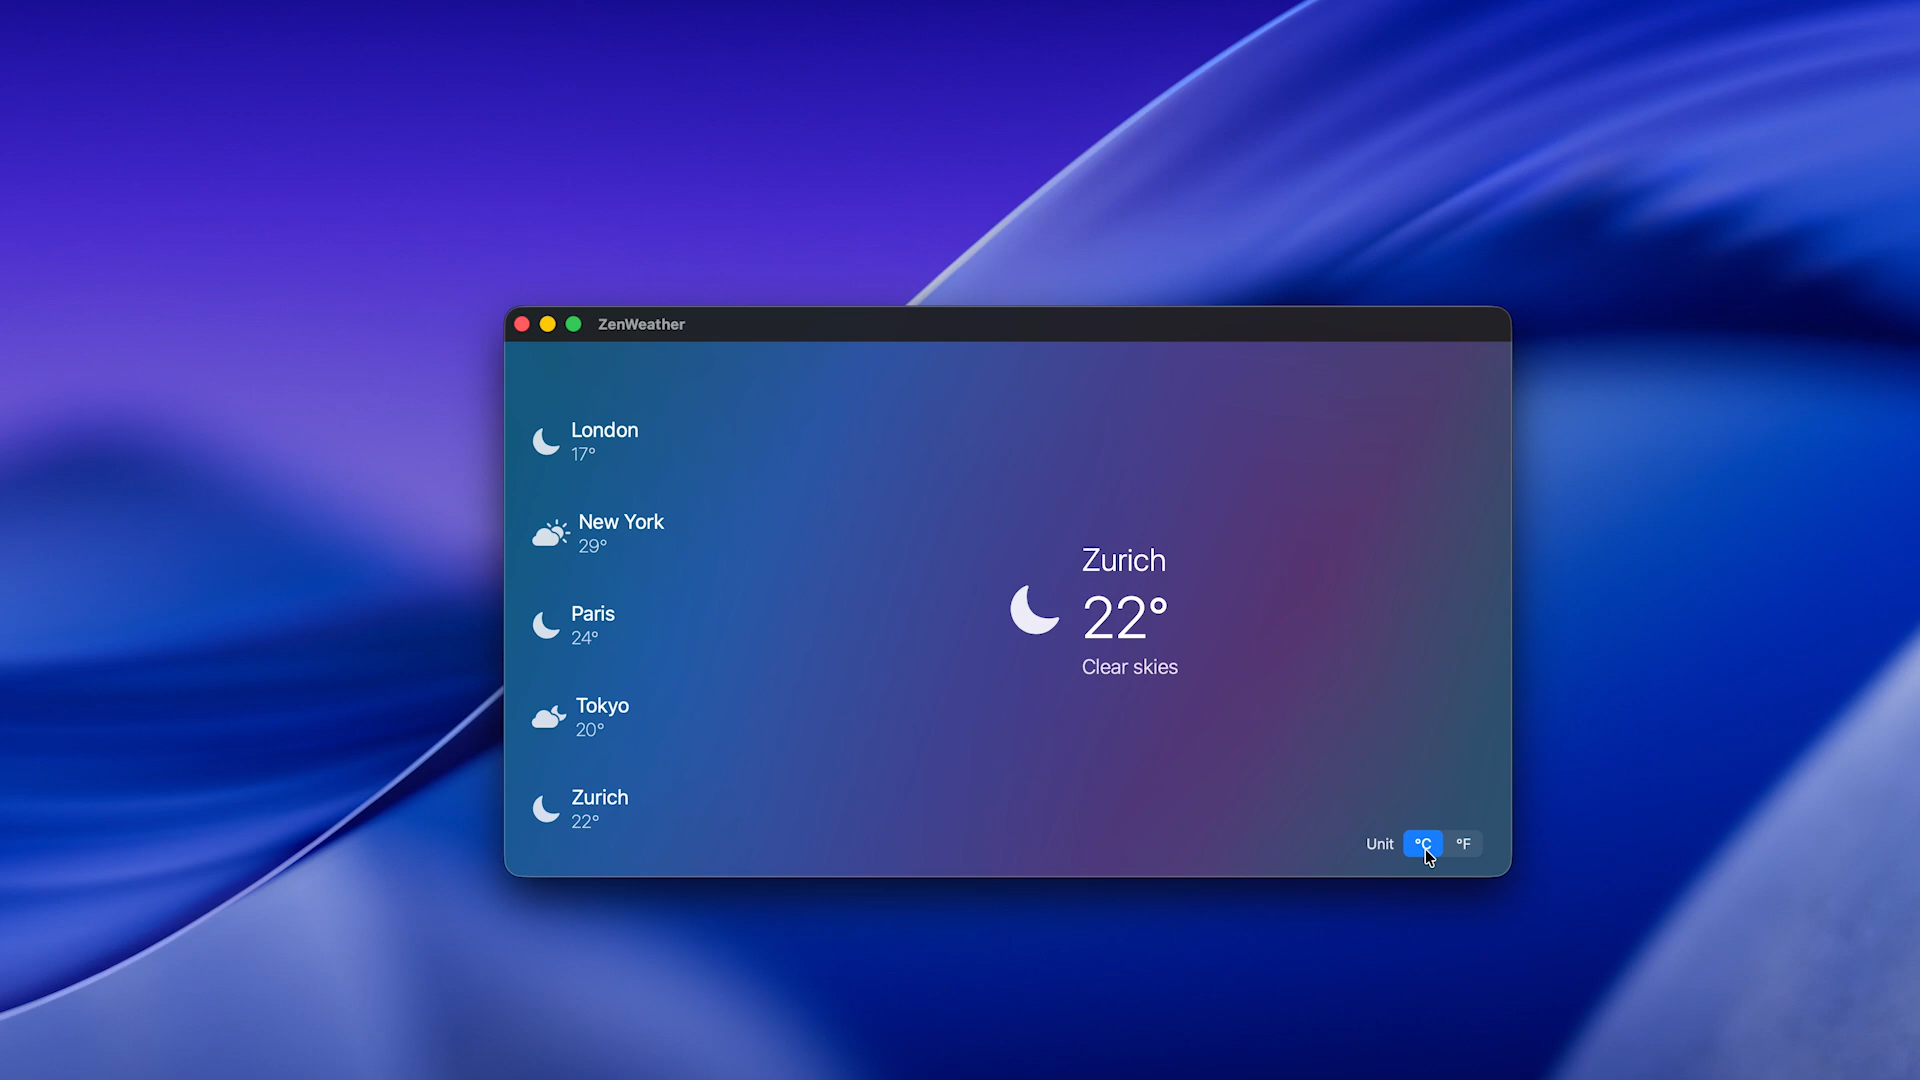 ZenWeather
London
17°
New York
29°
Paris
24°
Tokyo
20°
Zurich
22°
Zurich
22°
Clear skies
Unit °C °F